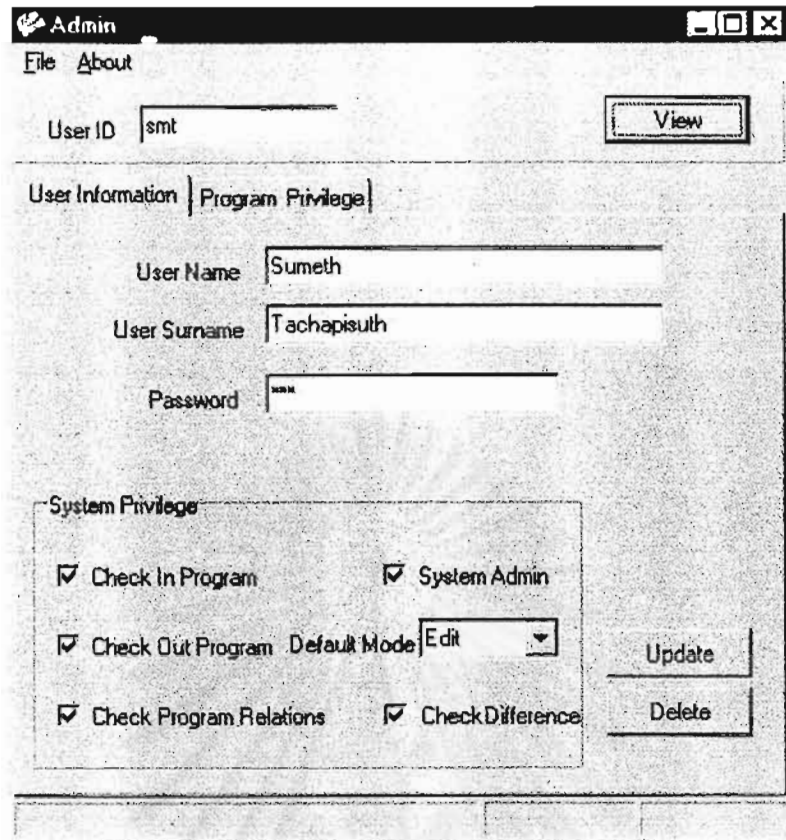 Admin
File About
User ID smt View
User Information Program Privilege
User Name Sumeth
User Surname Tachapisuth
Password ***
System Privilege
Check In Program System Admin
Check Out Program Default Mode Edit
Update
Check Program Relations Check Difference
Delete